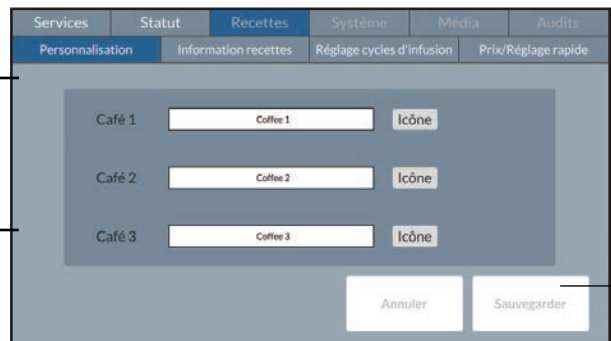 Services Statut Recettes Système Média Audits
Personnalisation Information recettes Réglage cycles d'infusion Prix/Réglage rapide
Café 1 Coffee 1 Icône
Café 2 Coffee 2 Icône
Café 3 Coffee 3 Icône
Annuler Sauvegarder